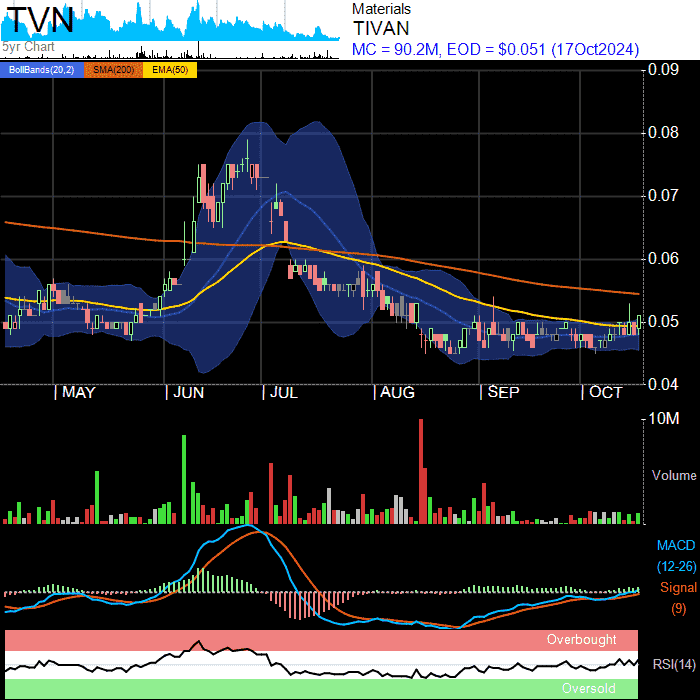 TVN
5yr Chart
Materials
TIVAN
MC = 90.2M, EOD = $0.051 (17Oct2024)
BollBands(20,2) SMA(200) EMA(50)
0.09
0.08
0.07
0.06
0.05
0.04
MAY JUN JUL AUG SEP OCT
10M
Volume
MACD
(12-26)
Signal
(9)
Overbought
RSI(14)
Oversold